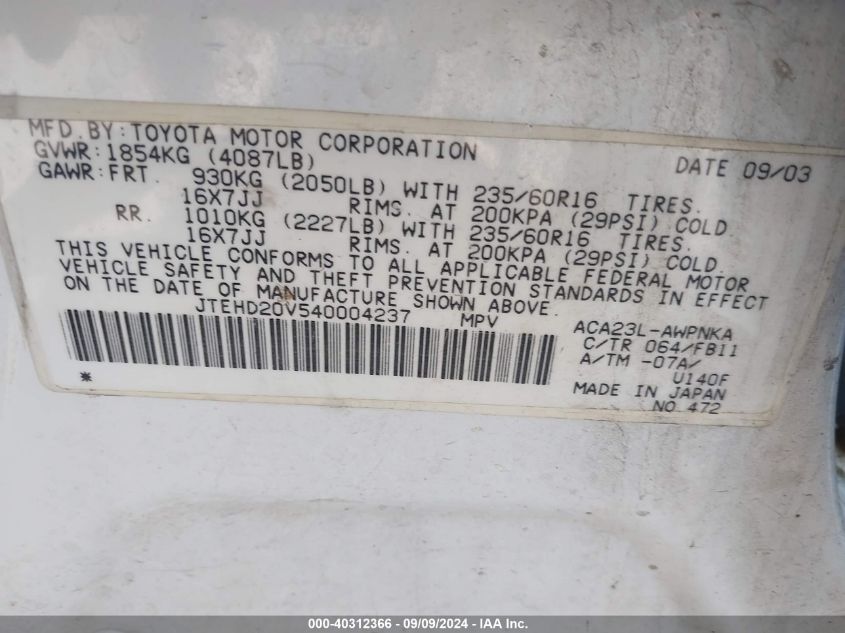 MFD. BY: TOYOTA MOTOR CORPORATION DATE 09/03
GVWR: 1854KG (4087LB)
GAWR: FRT. 930KG (2050LB) WITH 235/60R16 TIRES.
16X7JJ RIMS. AT 200KPA (29PSI) COLD
RR. 1010KG (2227LB) WITH 235/60R16 TIRES.
16X7JJ RIMS. AT 200KPA (29PSI) COLD
THIS VEHICLE CONFORMS TO ALL APPLICABLE FEDERAL MOTOR
VEHICLE SAFETY AND THEFT PREVENTION STANDARDS IN EFFECT
ON THE DATE OF MANUFACTURE SHOWN ABOVE.
JTEHD20V540004237 MPV
ACA23L-AWPNKA
C/TR 064/FB11
A/TM -07A/
U140F
* MADE IN JAPAN
NO 472
000-40312366 - 09/09/2024 - IAA Inc.